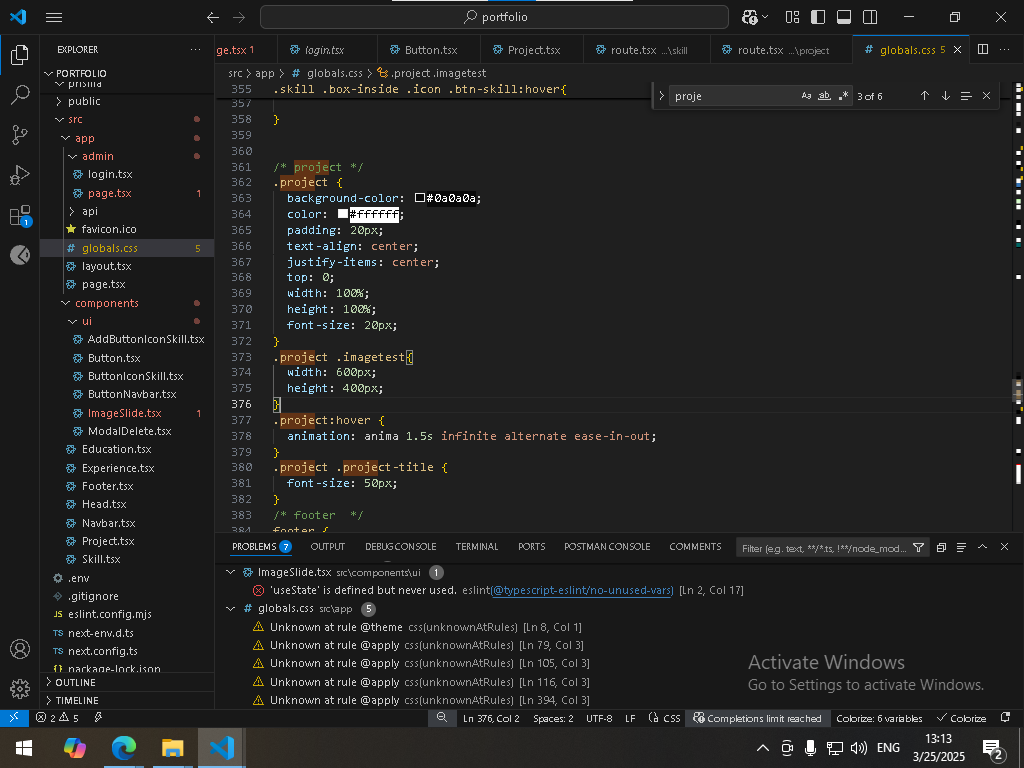 portfolio
EXPLORER
ge.tsx 1
login.tsx
Button.tsx
Project.tsx
route.tsx ...\skill
route.tsx ...\project
# globals.css 5
PORTFOLIO
prisma
public
src
app
admin
login.tsx
page.tsx 1
api
favicon.ico
# globals.css 5
layout.tsx
page.tsx
components
ui
AddButtonIconSkill.tsx
Button.tsx
ButtonIconSkill.tsx
ButtonNavbar.tsx
ImageSlide.tsx 1
ModalDelete.tsx
Education.tsx
Experience.tsx
Footer.tsx
Head.tsx
Navbar.tsx
Project.tsx
Skill.tsx
.env
.gitignore
JS eslint.config.mjs
TS next-env.d.ts
TS next.config.ts
{} package-lock.json
OUTLINE
TIMELINE
src > app > # globals.css > .project .imagetest
355 .skill .box-inside .icon .btn-skill:hover{
proje
Aa ab .*
3 of 6
357
358 }
359
360
361 /* project */
362 .project {
363 background-color: #0a0a0a;
364 color: #ffffff;
365 padding: 20px;
366 text-align: center;
367 justify-items: center;
368 top: 0;
369 width: 100%;
370 height: 100%;
371 font-size: 20px;
372 }
373 .project .imagetest{
374 width: 600px;
375 height: 400px;
376 }
377 .project:hover {
378 animation: anima 1.5s infinite alternate ease-in-out;
379 }
380 .project .project-title {
381 font-size: 50px;
382 }
383 /* footer  */
384 footer {
PROBLEMS 7
OUTPUT
DEBUG CONSOLE
TERMINAL
PORTS
POSTMAN CONSOLE
COMMENTS
Filter (e.g. text, **/*.ts, !**/node_mod...
ImageSlide.tsx src\components\ui 1
'useState' is defined but never used. eslint(@typescript-eslint/no-unused-vars) [Ln 2, Col 17]
# globals.css src\app 5
Unknown at rule @theme css(unknownAtRules) [Ln 8, Col 1]
Unknown at rule @apply css(unknownAtRules) [Ln 79, Col 3]
Unknown at rule @apply css(unknownAtRules) [Ln 105, Col 3]
Unknown at rule @apply css(unknownAtRules) [Ln 116, Col 3]
Unknown at rule @apply css(unknownAtRules) [Ln 394, Col 3]
Activate Windows
Go to Settings to activate Windows.
1
2 5
Ln 376, Col 2
Spaces: 2
UTF-8
LF
CSS
Completions limit reached
Colorize: 6 variables
Colorize
ENG
13:13
3/25/2025
2